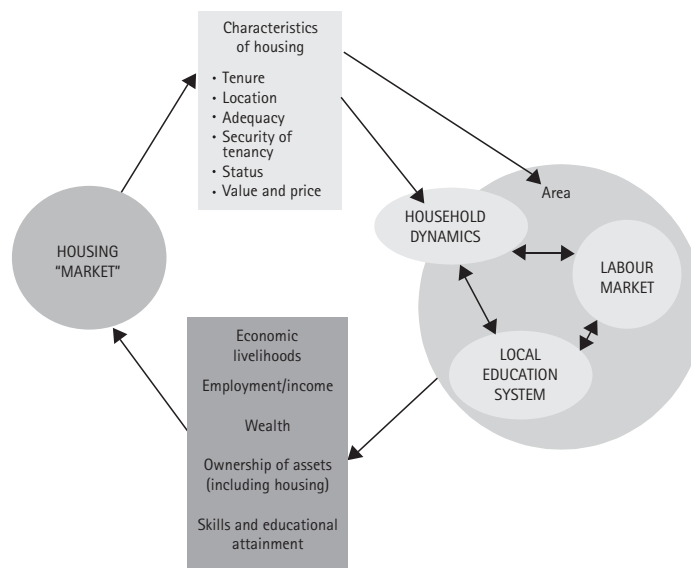 Characteristics
of housing
• Tenure
• Location
• Adequacy
• Security of
tenancy
• Status
• Value and price
Area
HOUSEHOLD
DYNAMICS
HOUSING
“MARKET”
LABOUR
MARKET
LOCAL
EDUCATION
SYSTEM
Economic
livelihoods
Employment/income
Wealth
Ownership of assets
(including housing)
Skills and educational
attainment